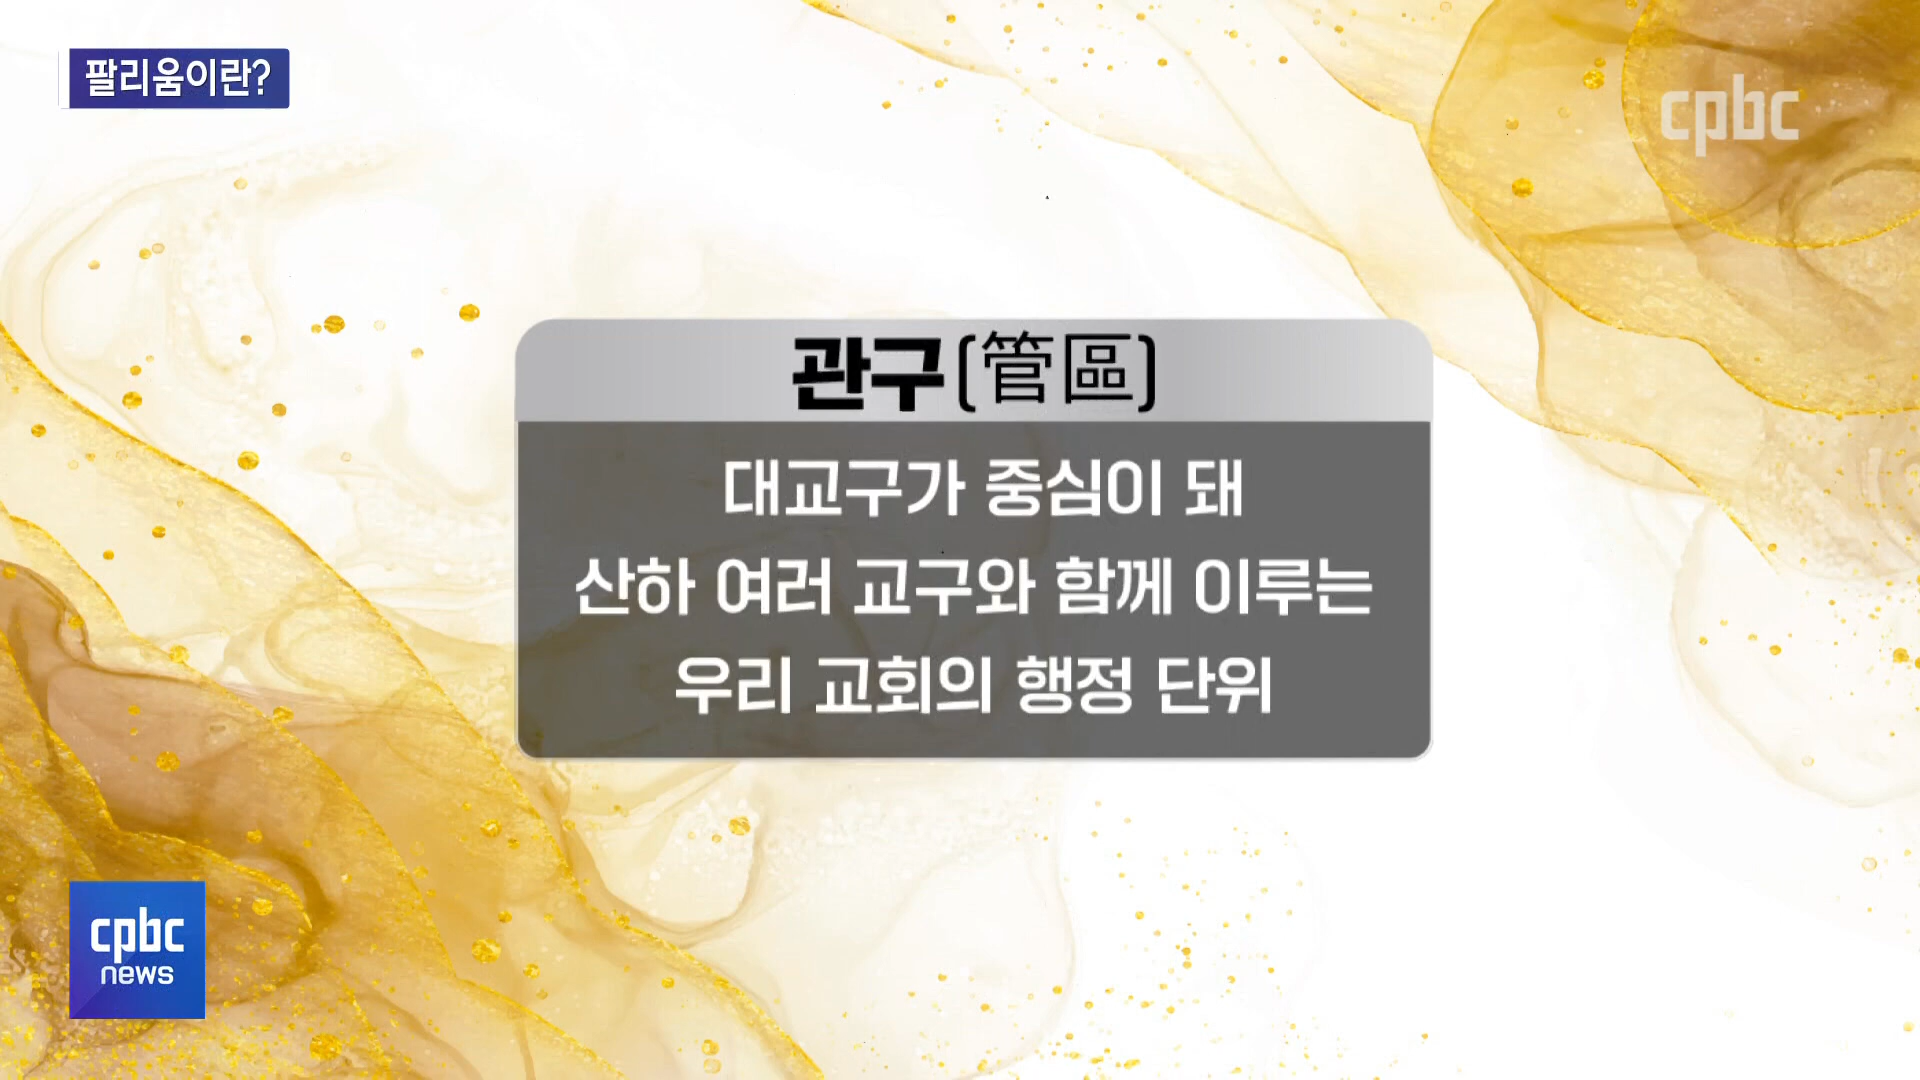 팔리움이란?
cpbc
관구(管區)
대교구가 중심이 돼
산하 여러 교구와 함께 이루는
우리 교회의 행정 단위
cpbc
news